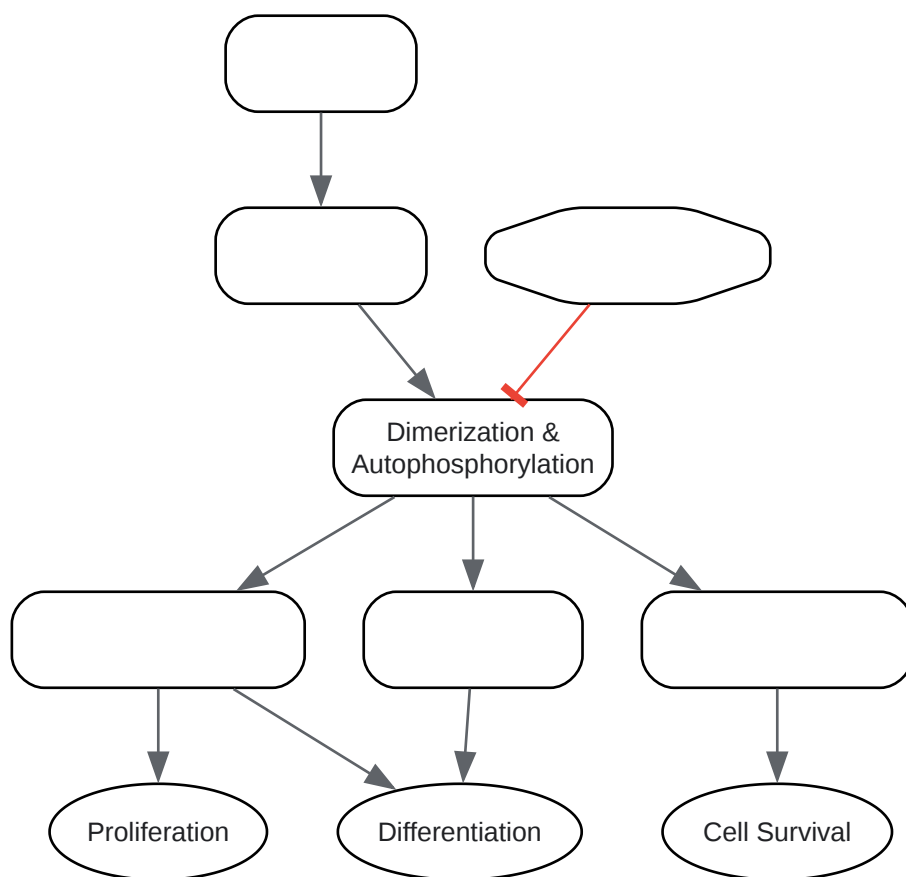 Dimerization &
Autophosphorylation
Proliferation
Differentiation
Cell Survival